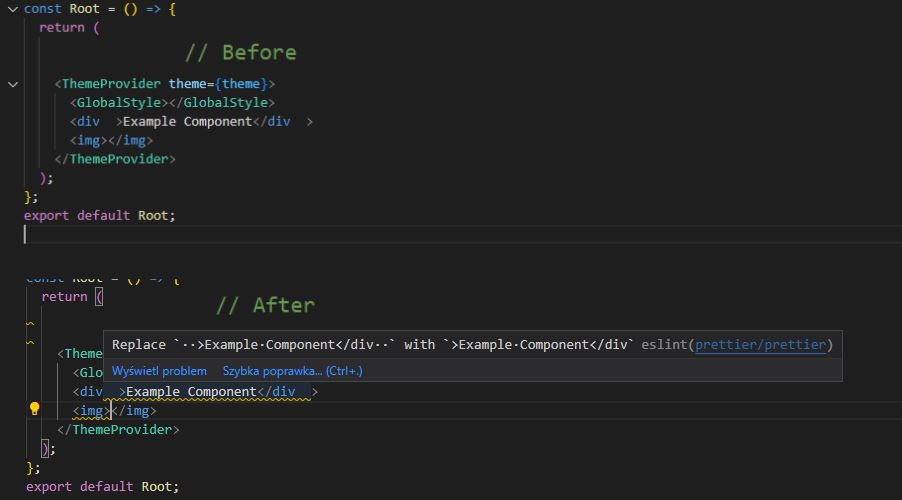 const Root = () => {
return (
// Before
<ThemeProvider theme={theme}>
<GlobalStyle></GlobalStyle>
<div  >Example Component</div  >
<img></img>
</ThemeProvider>
);
};
export default Root;
const Root = () => {
return (
// After
Replace `··>Example·Component</div··` with `>Example·Component</div` eslint(prettier/prettier)
<Theme
Wyświetl problem Szybka poprawka... (Ctrl+.)
<Glo
<div  >Example Component</div  >
<img></img>
</ThemeProvider>
);
};
export default Root;